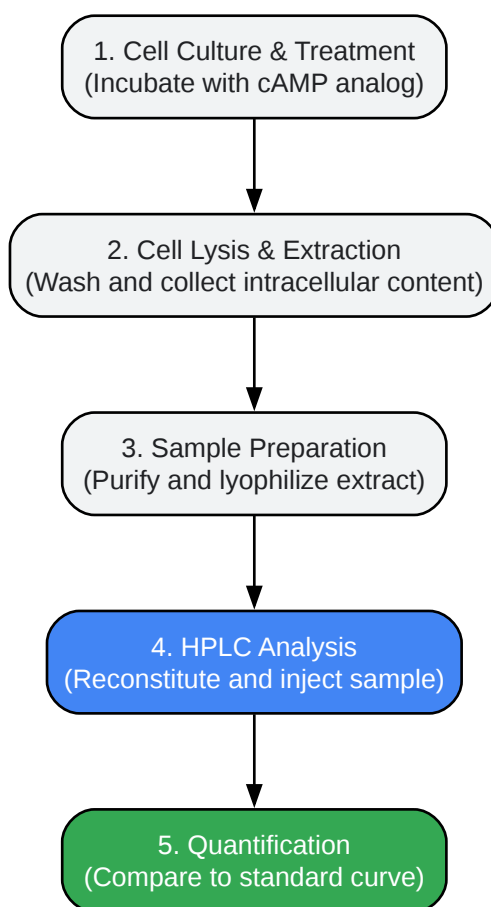 1. Cell Culture & Treatment
(Incubate with cAMP analog)
2. Cell Lysis & Extraction
(Wash and collect intracellular content)
3. Sample Preparation
(Purify and lyophilize extract)
4. HPLC Analysis
(Reconstitute and inject sample)
5. Quantification
(Compare to standard curve)